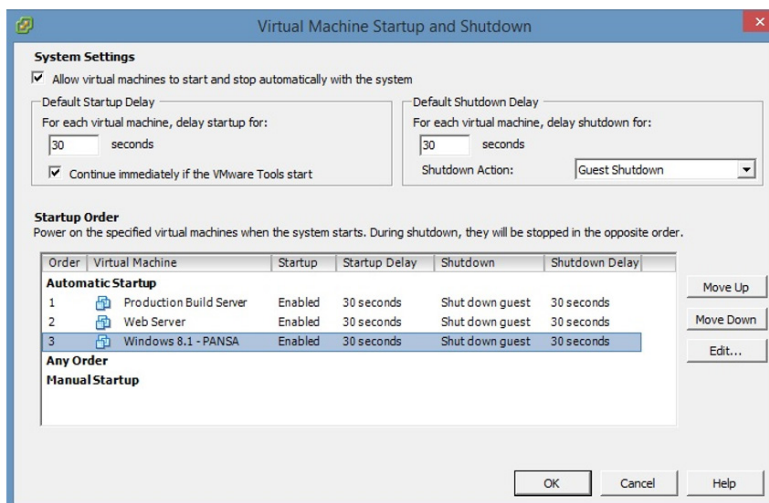 Virtual Machine Startup and Shutdown
System Settings
Allow virtual machines to start and stop automatically with the system
Default Startup Delay
For each virtual machine, delay startup for:
30 seconds
Continue immediately if the VMware Tools start
Default Shutdown Delay
For each virtual machine, delay shutdown for:
30 seconds
Shutdown Action: Guest Shutdown
Startup Order
Power on the specified virtual machines when the system starts. During shutdown, they will be stopped in the opposite order.
Order Virtual Machine Startup Startup Delay Shutdown Shutdown Delay
Automatic Startup
1 Production Build Server Enabled 30 seconds Shut down guest 30 seconds
2 Web Server Enabled 30 seconds Shut down guest 30 seconds
3 Windows 8.1 - PANSA Enabled 30 seconds Shut down guest 30 seconds
Any Order
Manual Startup
Move Up
Move Down
Edit...
OK Cancel Help